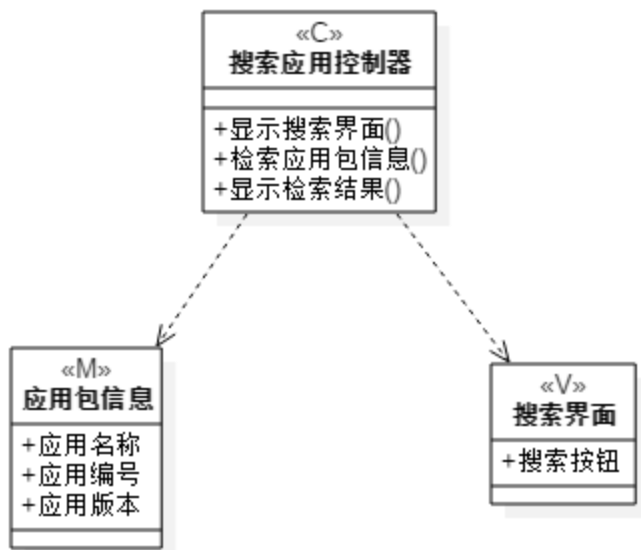 «C»
搜索应用控制器
+显示搜索界面()
+检索应用包信息()
+显示检索结果()
«M»
应用包信息
+应用名称
+应用编号
+应用版本
«V»
搜索界面
+搜索按钮